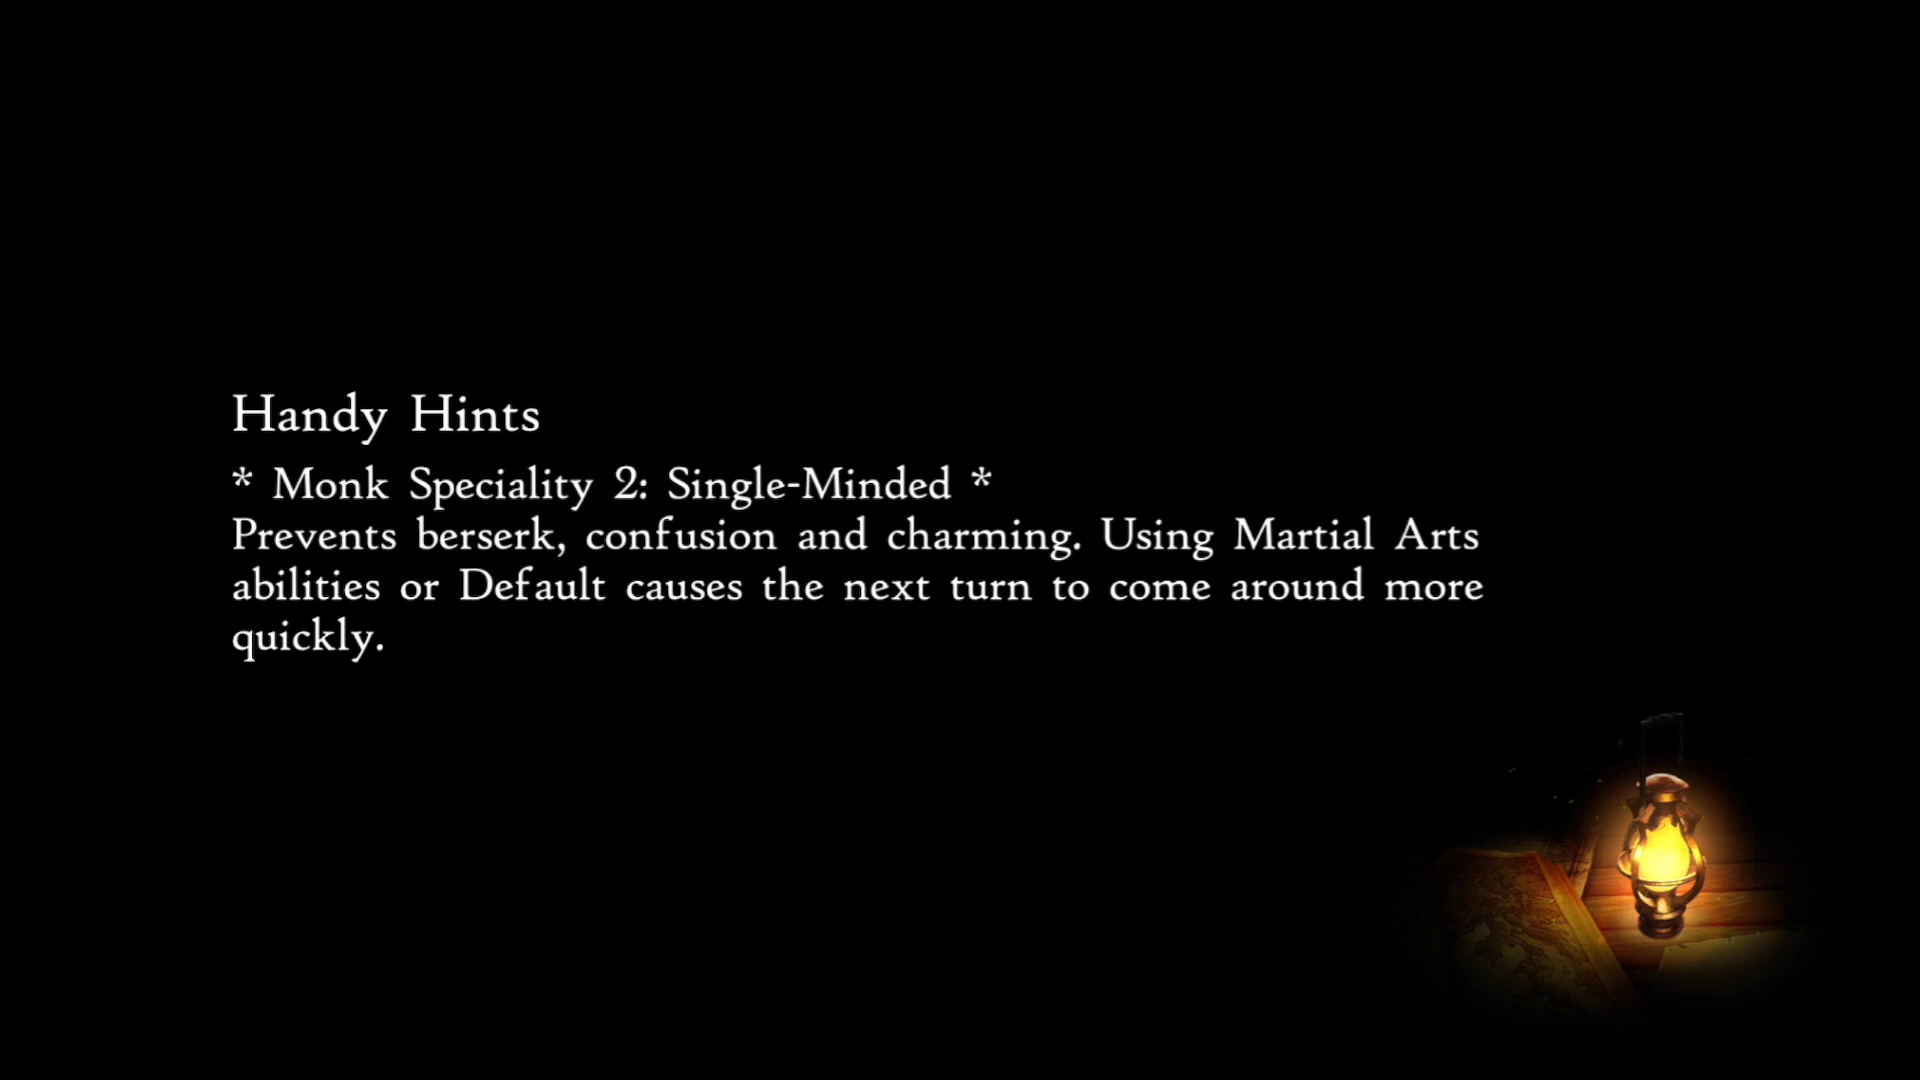 Handy Hints
* Monk Speciality 2: Single-Minded *
Prevents berserk, confusion and charming. Using Martial Arts
abilities or Default causes the next turn to come around more
quickly.